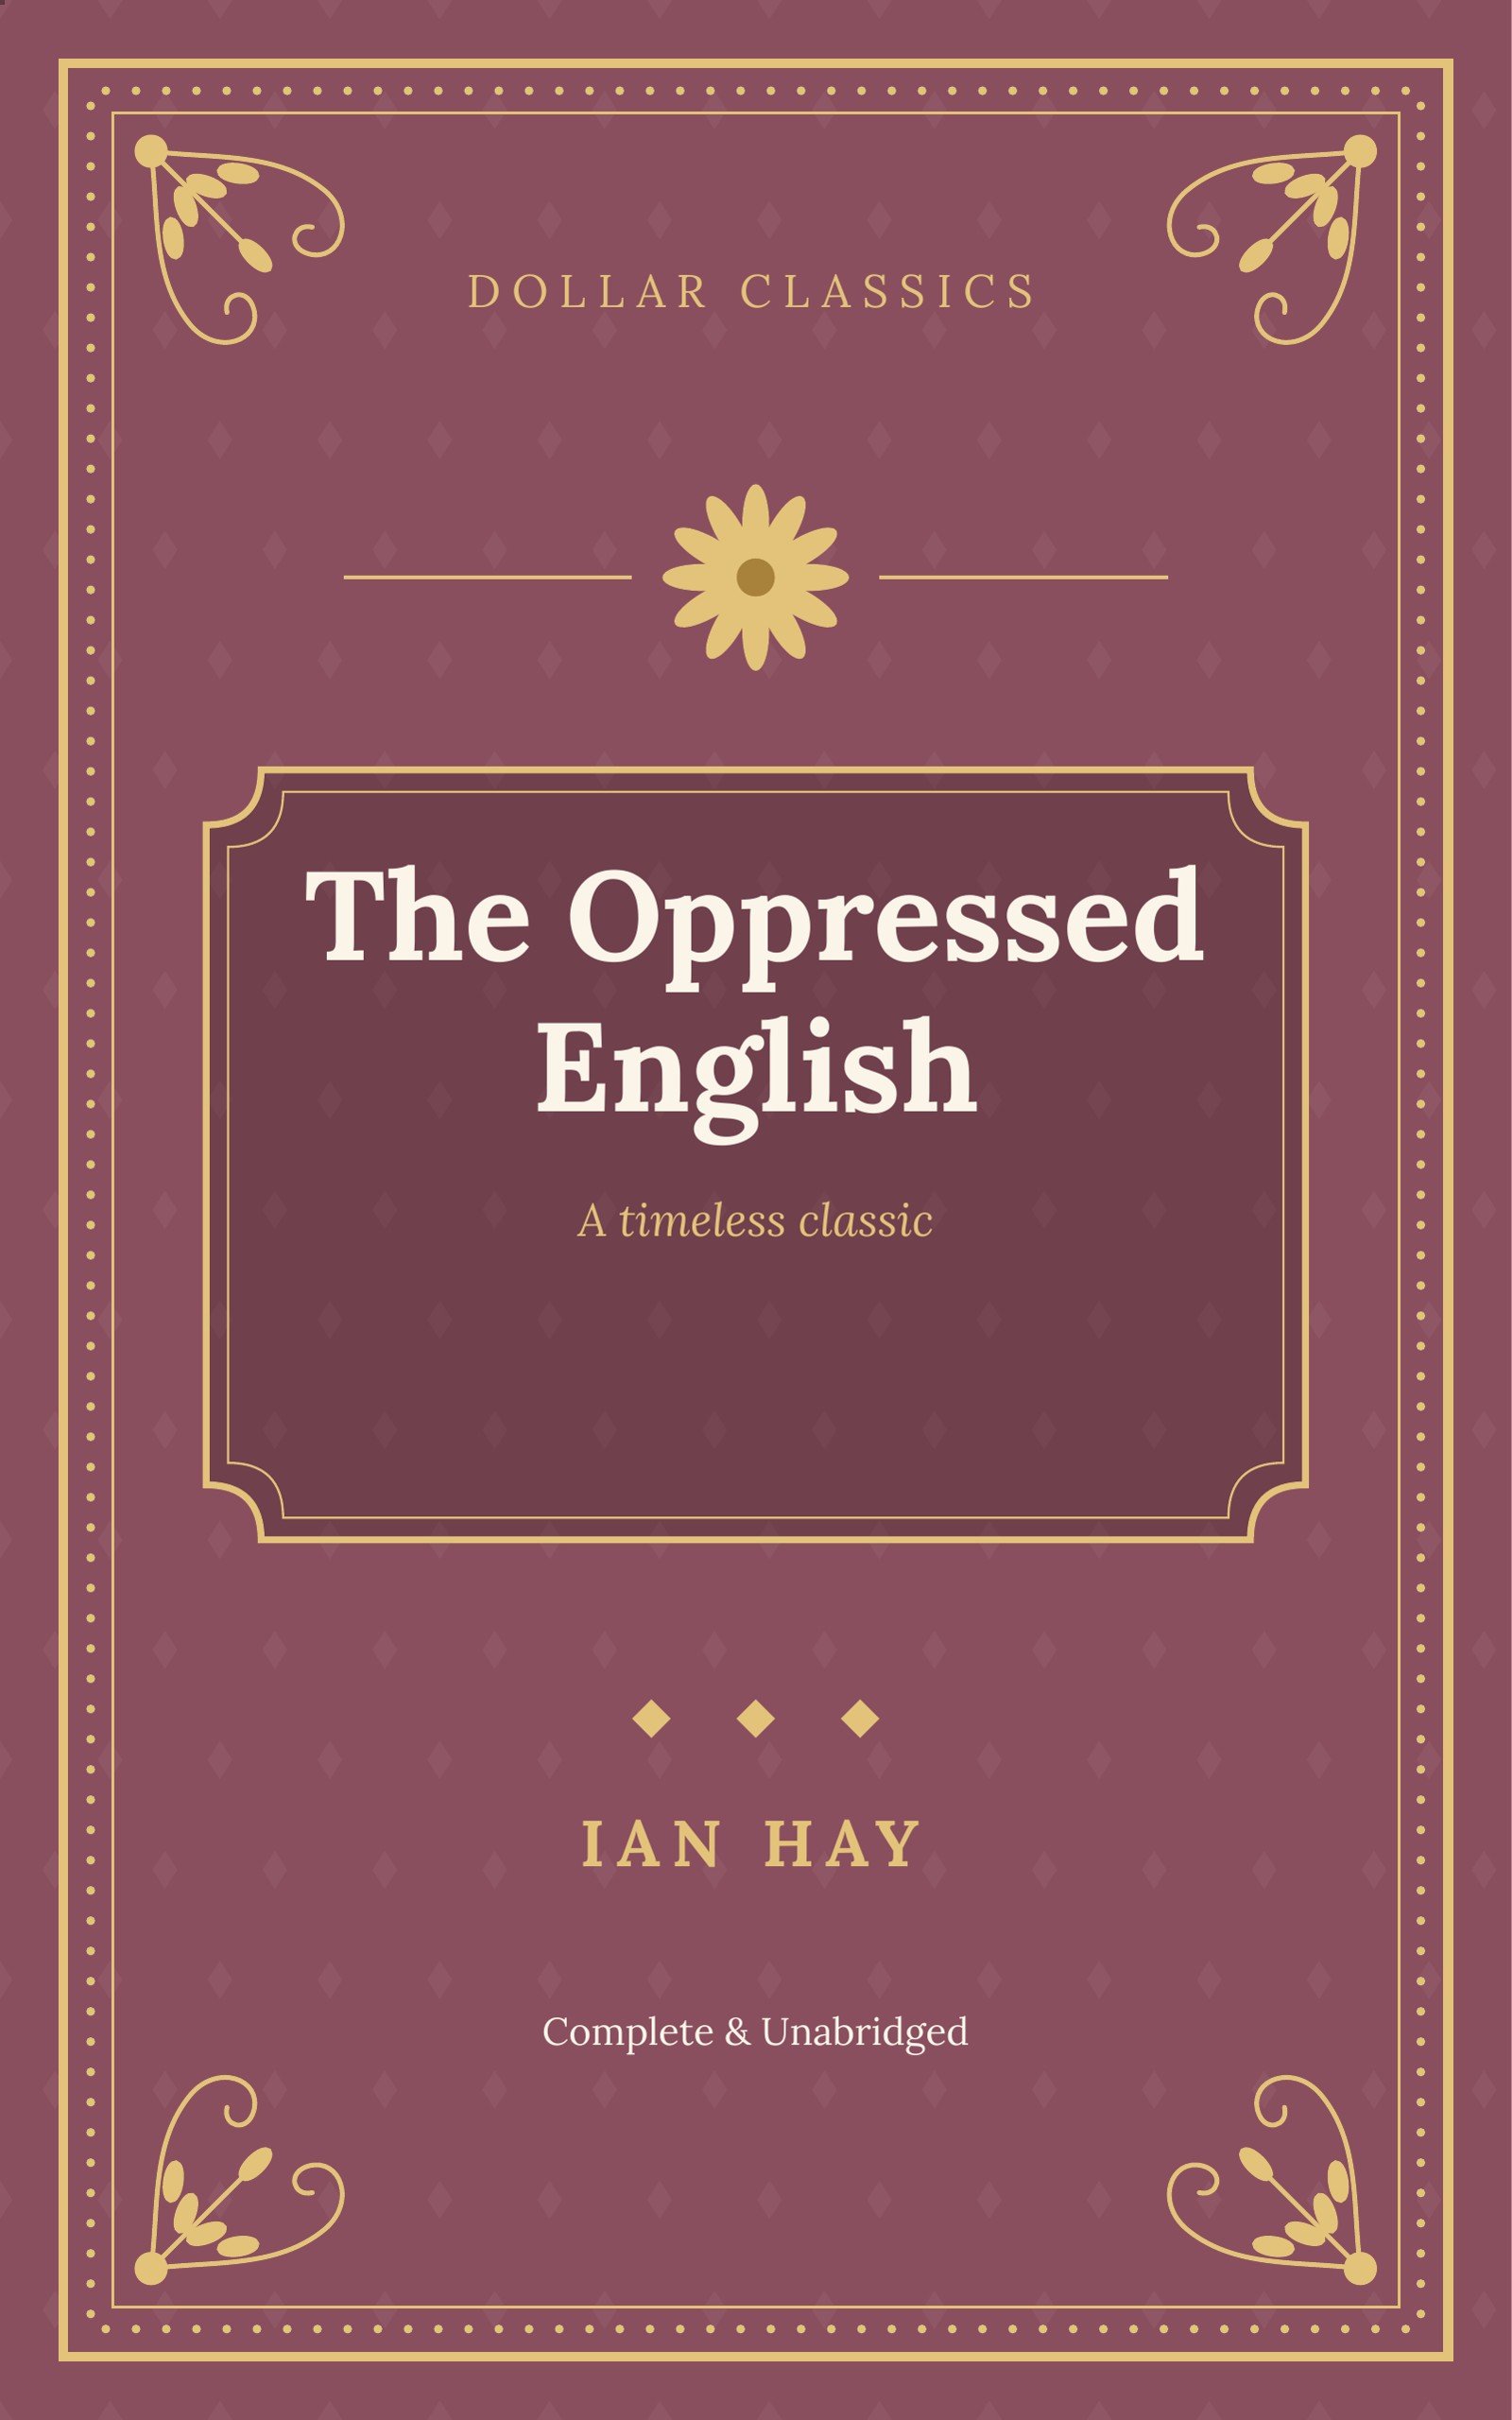 DOLLAR CLASSICS
The Oppressed
English
A timeless classic
IAN HAY
Complete & Unabridged